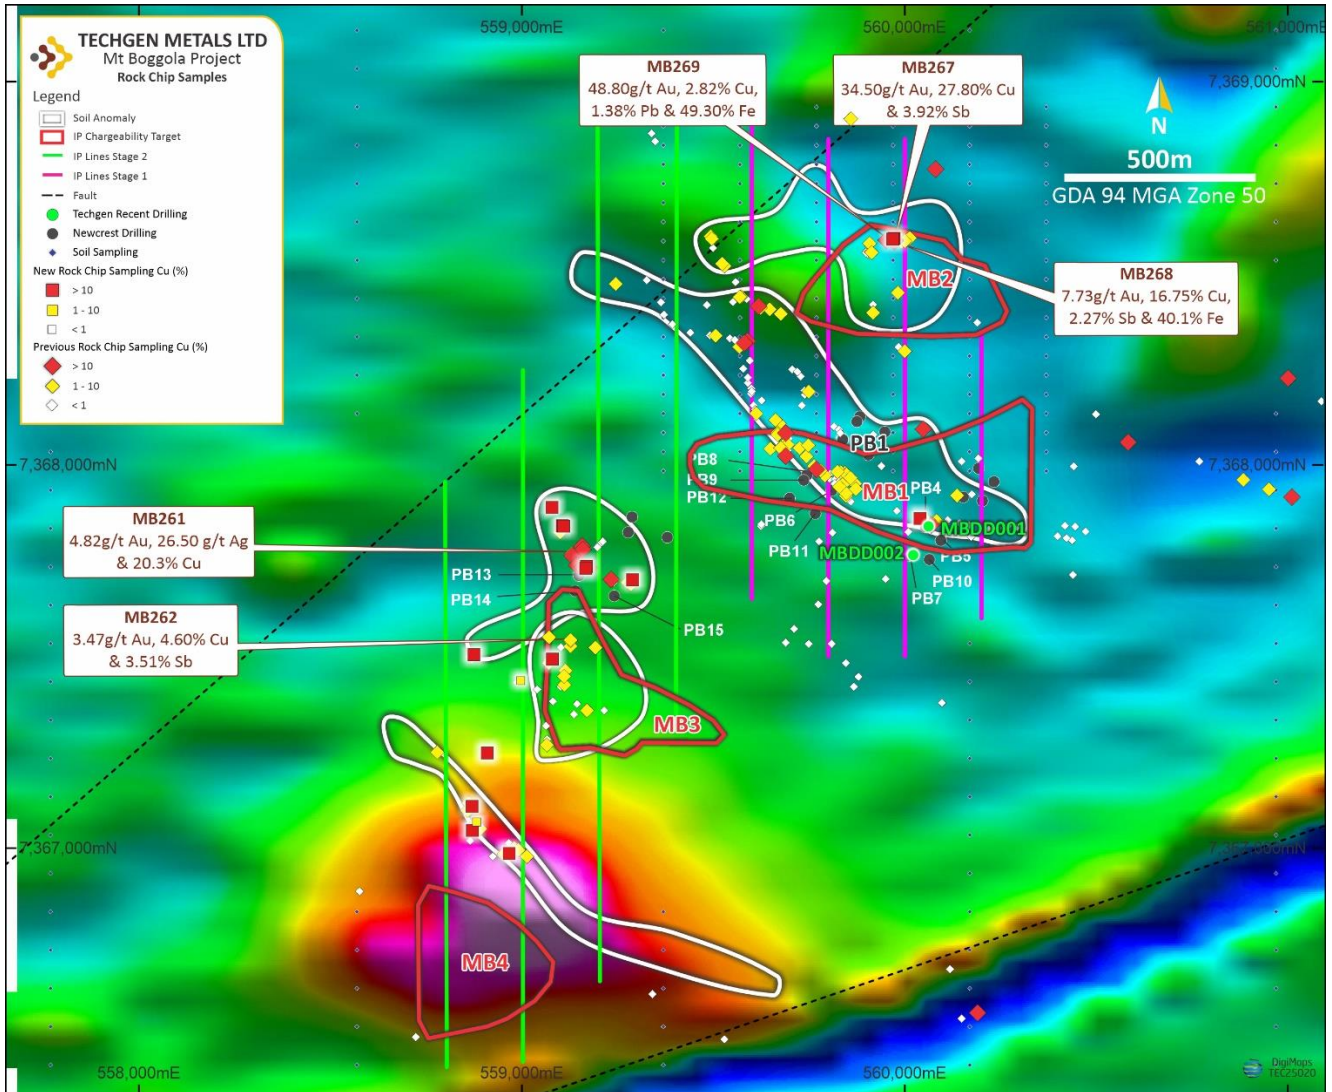 TECHGEN METALS LTD
Mt Boggola Project
Rock Chip Samples
Legend
Soil Anomaly
IP Chargeability Target
IP Lines Stage 2
IP Lines Stage 1
Fault
Techgen Recent Drilling
Newcrest Drilling
Soil Sampling
New Rock Chip Sampling Cu (%)
> 10
1 - 10
< 1
Previous Rock Chip Sampling Cu (%)
> 10
1 - 10
< 1
559,000mE
560,000mE
561,000mE
7,369,000mN
MB269
48.80g/t Au, 2.82% Cu,
1.38% Pb & 49.30% Fe
MB267
34.50g/t Au, 27.80% Cu
& 3.92% Sb
N
500m
GDA 94 MGA Zone 50
MB268
7.73g/t Au, 16.75% Cu,
2.27% Sb & 40.1% Fe
MB2
PB1
7,368,000mN
7,368,000mN
PB8
PB9
PB12
MB1
PB4
PB6
MBDD001
PB11
MBDD002
PB5
PB10
PB7
MB261
4.82g/t Au, 26.50 g/t Ag
& 20.3% Cu
PB13
PB14
PB15
MB262
3.47g/t Au, 4.60% Cu
& 3.51% Sb
MB3
7,367,000mN
MB4
558,000mE
559,000mE
560,000mE
DigiMaps
TEC25020